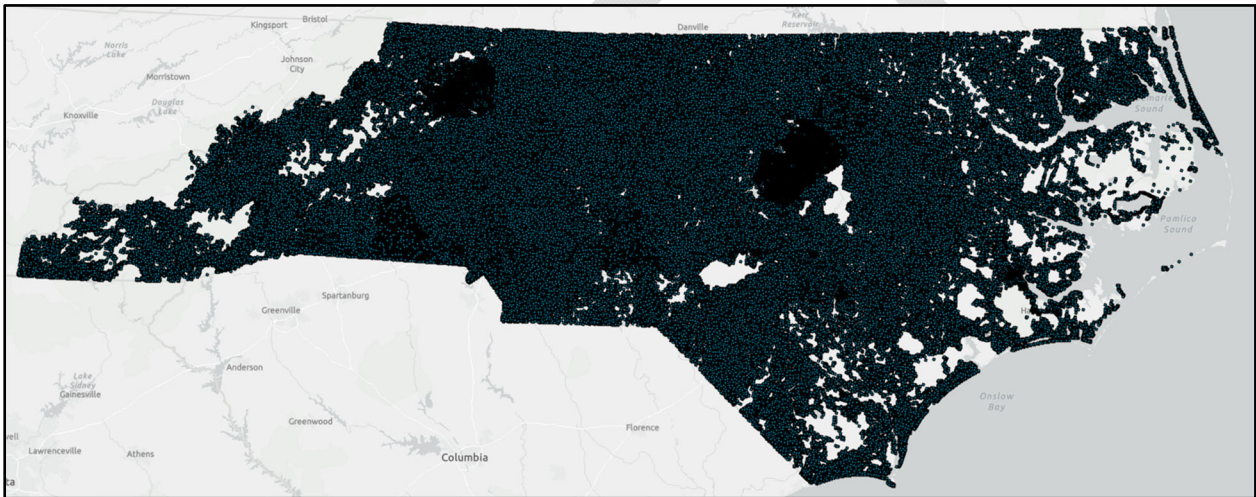 Kingsport
Bristol
Danville
Kerr
Reservoir
Norris
Lake
Johnson
City
Morristown
Douglas
Lake
Knoxville
Sound
Pamlico
Sound
Spartanburg
Greenville
Anderson
Lake
Sidney
Gainesville
Onslow
Bay
Greenwood
Florence
Lawrenceville
Athens
Columbia